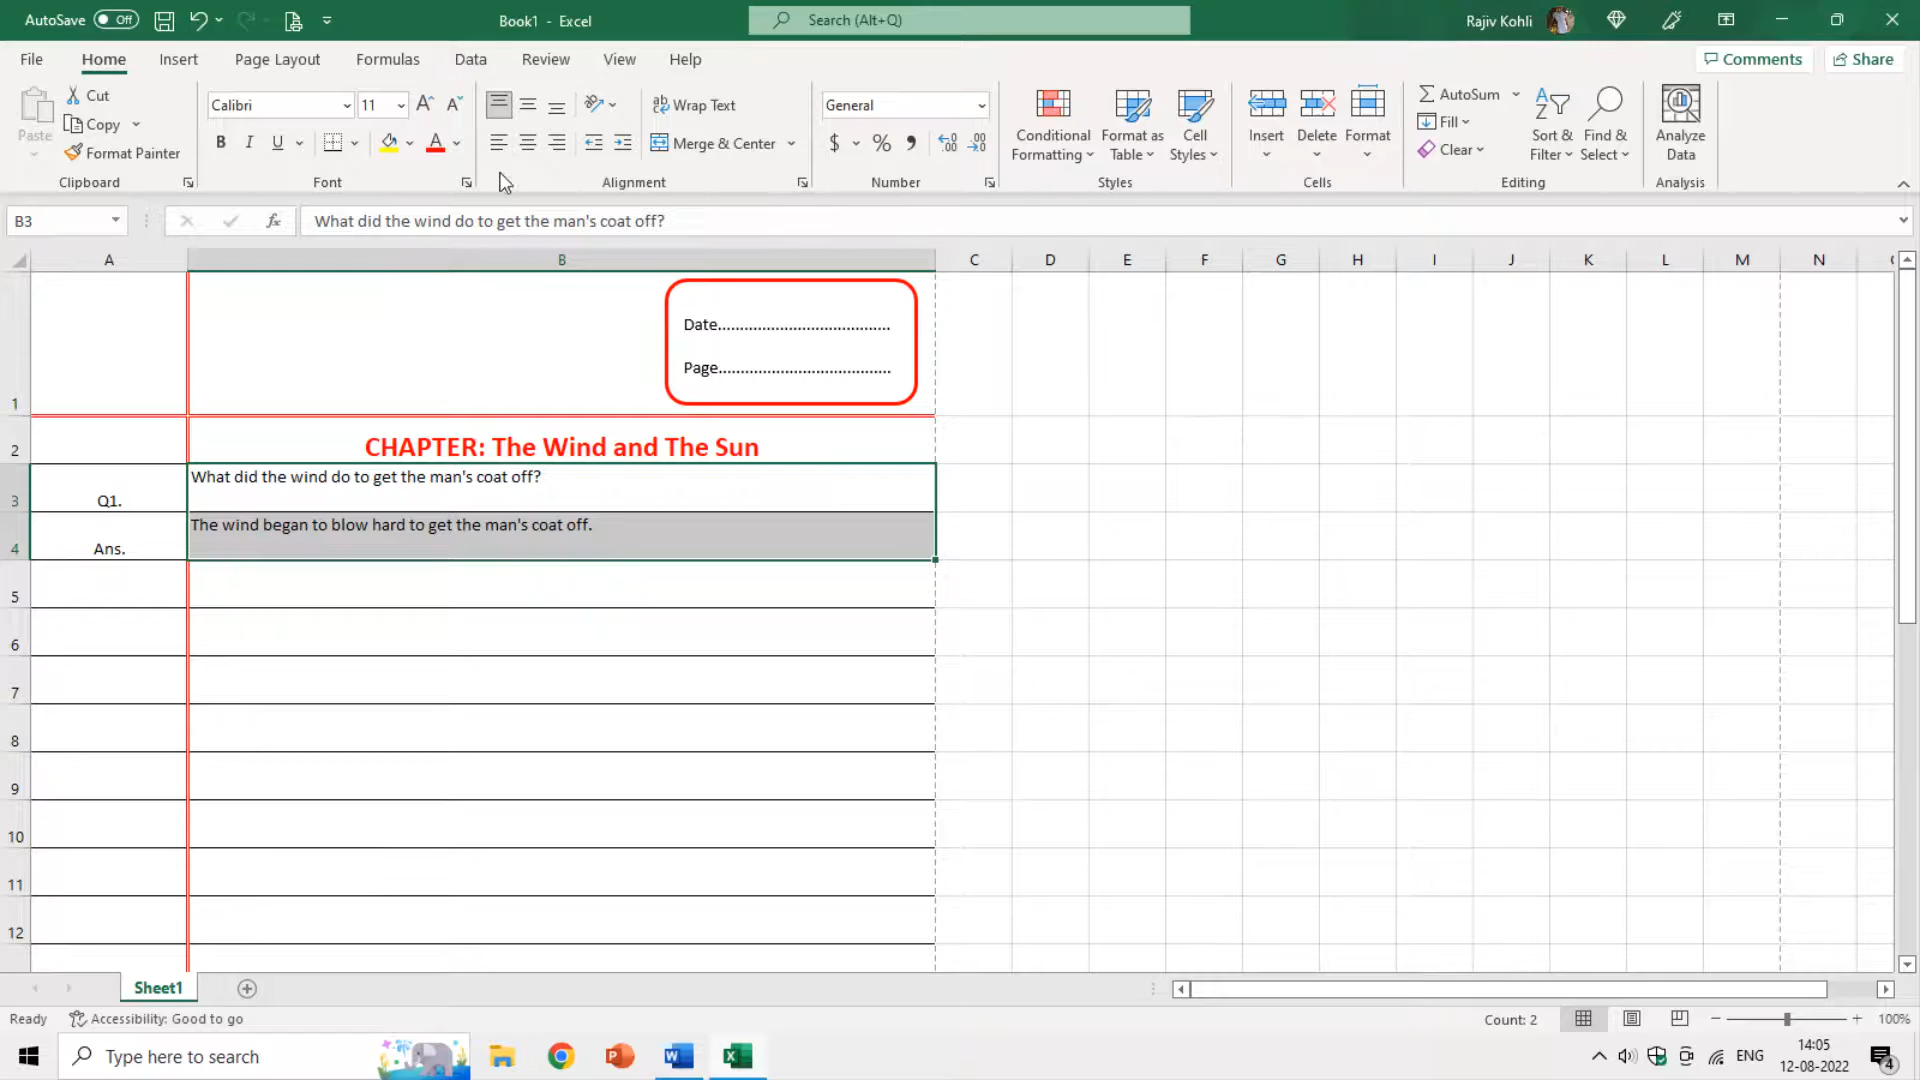 AutoSave Off Book1 - Excel Search (Alt+Q) Rajiv Kohli
File Home Insert Page Layout Formulas Data Review View Help Comments Share
Paste Cut Copy Format Painter Clipboard
Calibri 11 B I U A Font
ab Wrap Text Merge & Center Alignment
General $ % , Number
Conditional Formatting Format as Table Cell Styles Styles
Insert Delete Format Cells
AutoSum Fill Clear Sort & Filter Find & Select Editing
Analyze Data Analysis
B3 fx What did the wind do to get the man's coat off?
A B C D E F G H I J K L M N
Date.......................................
Page.......................................
1
2 CHAPTER: The Wind and The Sun
3 Q1. What did the wind do to get the man's coat off?
4 Ans. The wind began to blow hard to get the man's coat off.
5
6
7
8
9
10
11
12
Sheet1
Ready Accessibility: Good to go Count: 2 100%
Type here to search ENG 14:05
12-08-2022 4